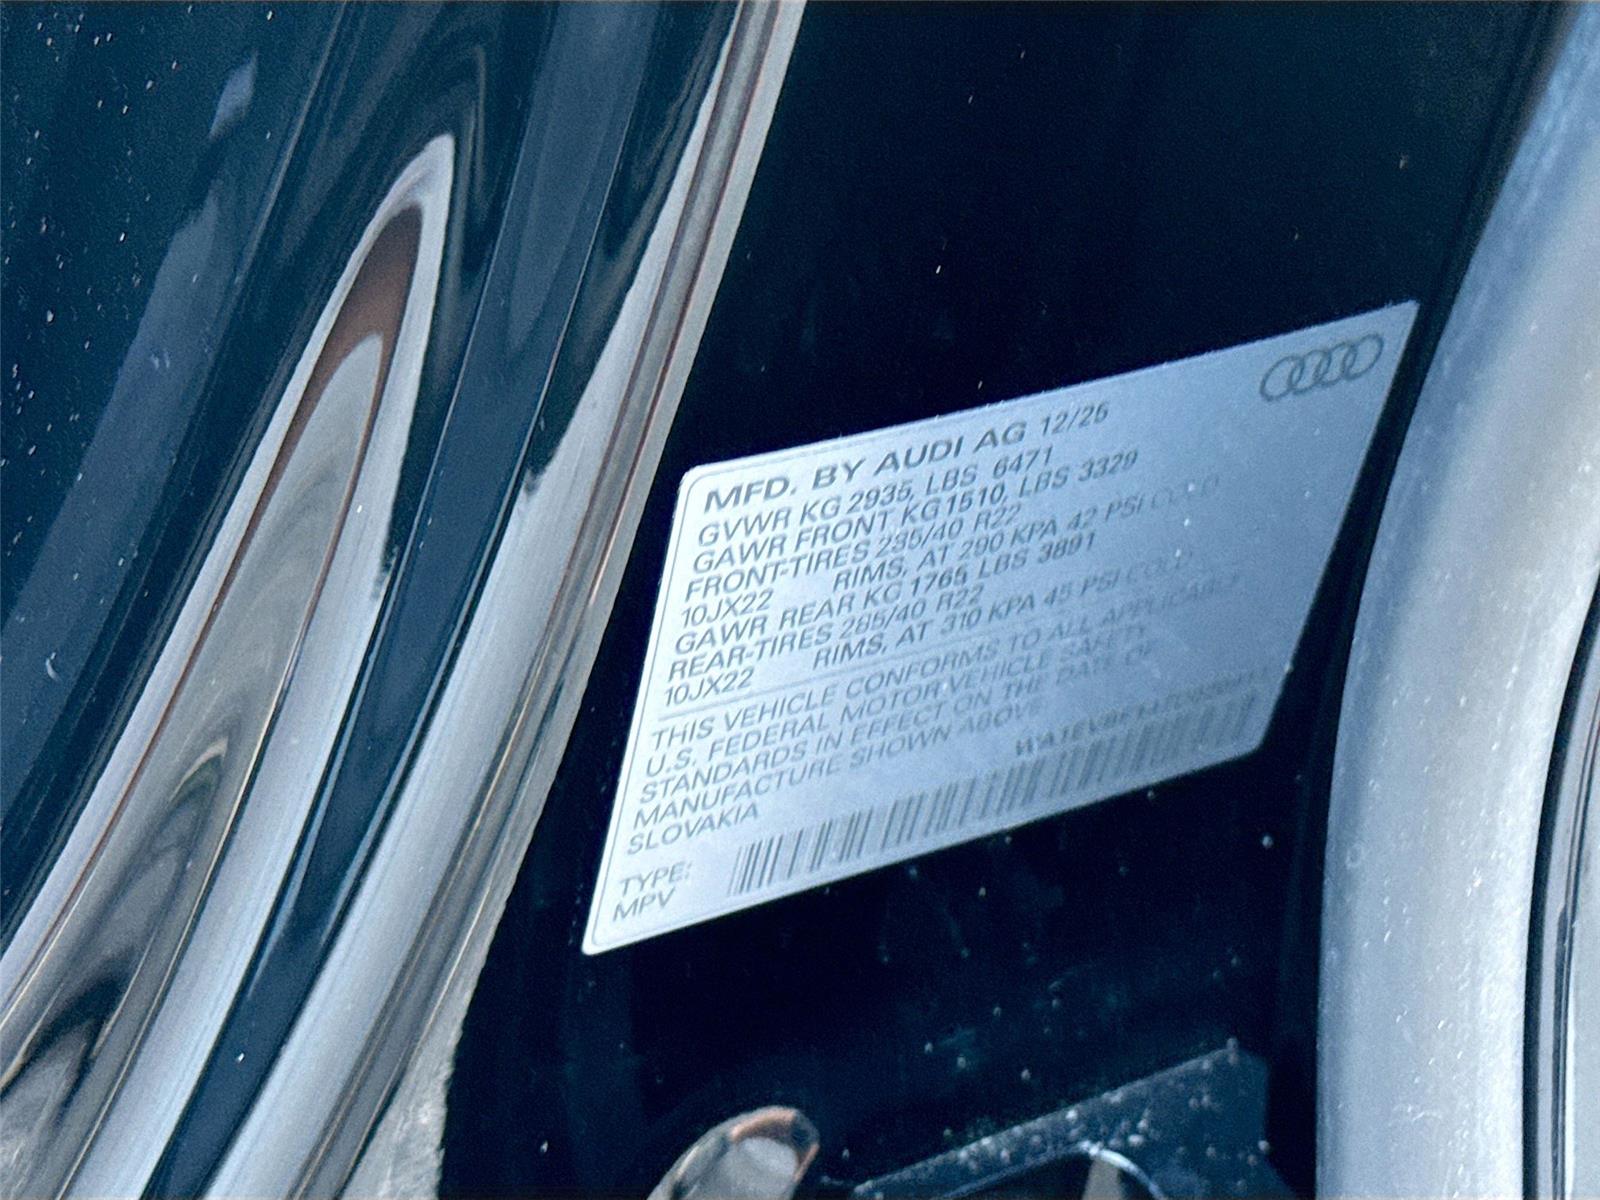 MFD. BY AUDI AG 12/25
GVWR KG 2935, LBS 6471
GAWR FRONT KG 1510, LBS 3329
FRONT-TIRES 285/40 R22
10JX22 RIMS, AT 290 KPA 42 PSI COLD
GAWR REAR KG 1765 LBS 3891
REAR-TIRES 285/40 R22
10JX22 RIMS, AT 310 KPA 45 PSI COLD
THIS VEHICLE CONFORMS TO ALL APPLICABLE
U.S. FEDERAL MOTOR VEHICLE SAFETY
STANDARDS IN EFFECT ON THE DATE OF
MANUFACTURE SHOWN ABOVE
SLOVAKIA
TYPE:
MPV